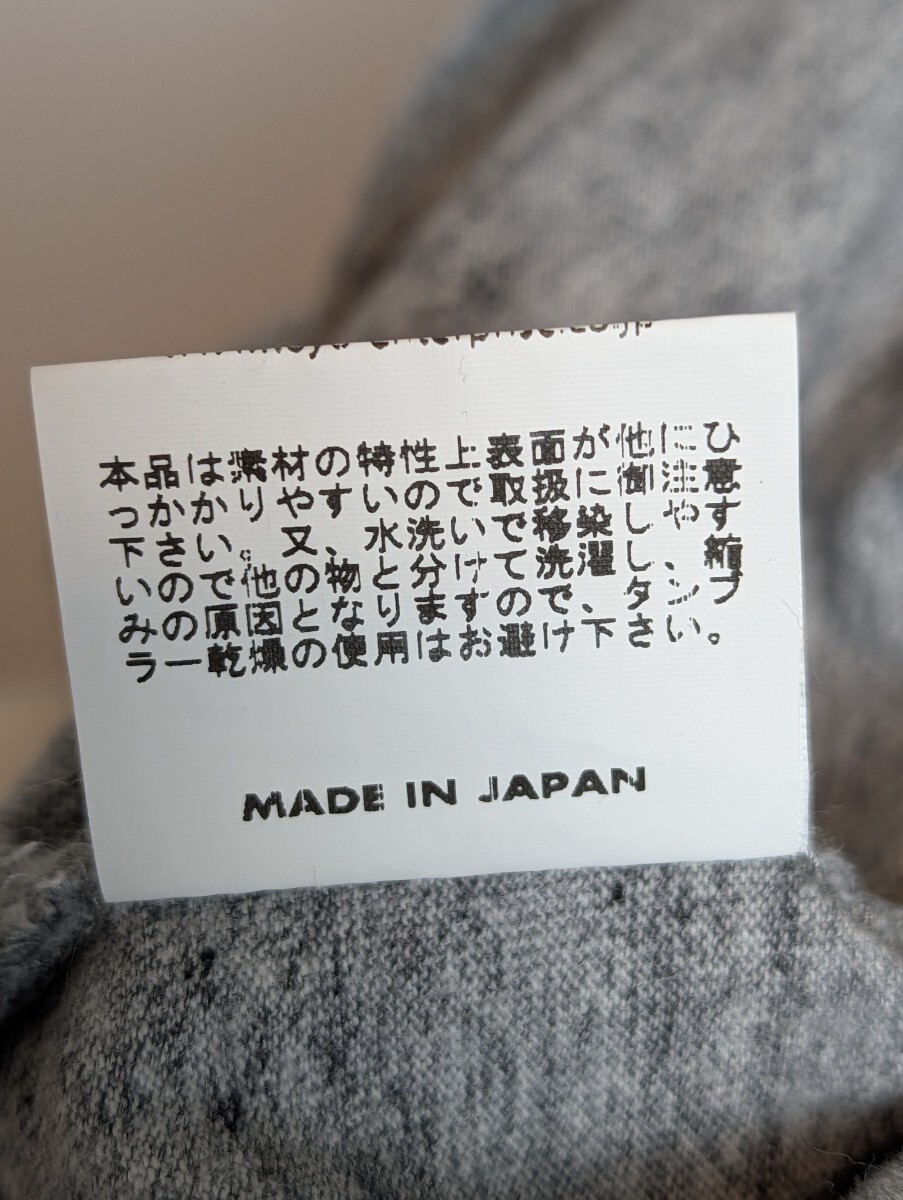 enterprise.co.jp
本品は素材の特性上表面が他にひ
っかかりやすいので取扱に御注意
下さい。又、水洗いで移染しやす
いので他の物と分けて洗濯し、縮
みの原因となりますので、タンブ
ラー乾燥の使用はお避け下さい。
MADE IN JAPAN